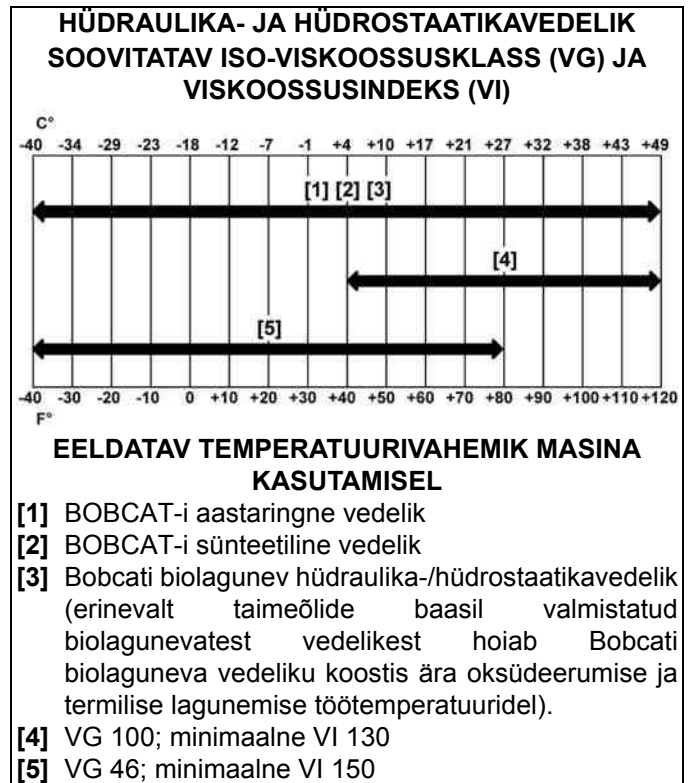 HÜDRAULIKA- JA HÜDROSTAATIKAVEDELIK
SOOVITATAV ISO-VISKOOSSUSKLASS (VG) JA
VISKOOSSUSINDEKS (VI)
C°
-40 -34 -29 -23 -18 -12 -7 -1 +4 +10 +17 +21 +27 +32 +38 +43 +49
[1] [2] [3]
[4]
[5]
-40 -30 -20 -10 0 +10 +20 +30 +40 +50 +60 +70 +80 +90 +100 +110 +120
F°
EELDATAV TEMPERATUURIVAHEMIK MASINA
KASUTAMISEL
[1] BOBCAT-i aastaringne vedelik
[2] BOBCAT-i sünteetiline vedelik
[3] Bobcati biolagunev hüdraulika-/hüdrostaatikavedelik
(erinevalt taimeõlide baasil valmistatud
biolagunevatest vedelikest hoiab Bobcati
biolaguneva vedeliku koostis ära oksüdeerumise ja
termilise lagunemise töötemperatuuridel).
[4] VG 100; minimaalne VI 130
[5] VG 46; minimaalne VI 150